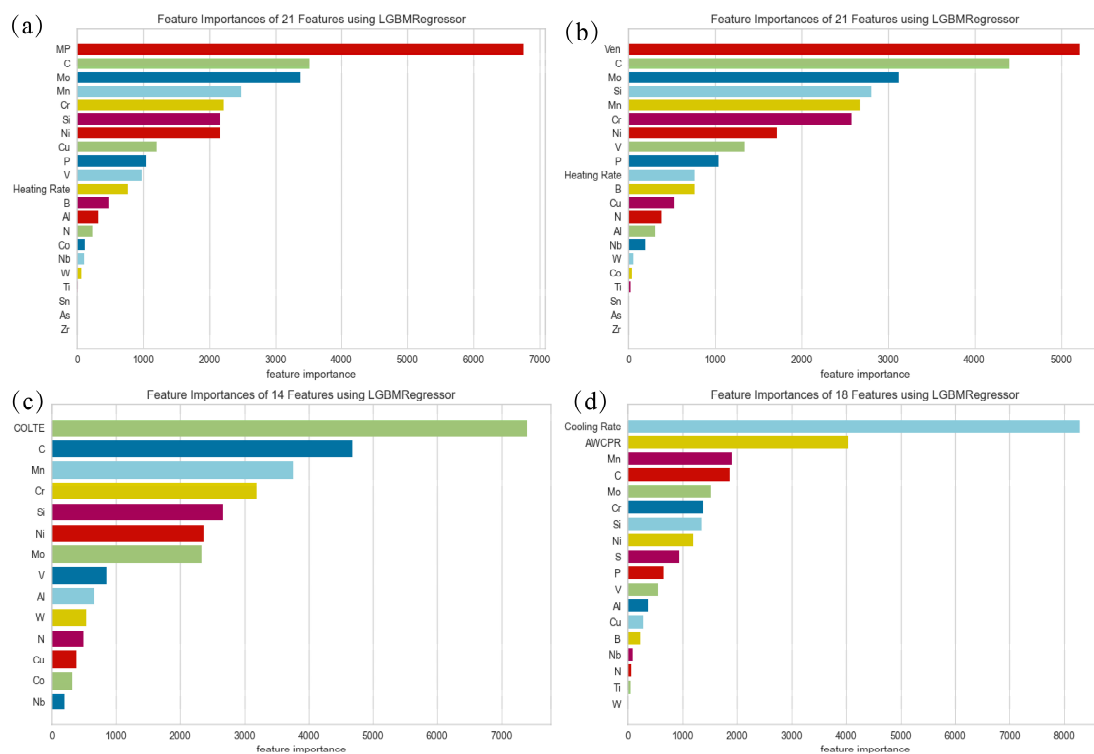 (a)
Feature Importances of 21 Features using LGBMRegressor
MP
C
Mo
Mn
Cr
Si
Ni
Cu
P
V
Heating Rate
B
Al
N
Co
Nb
W
Ti
Sn
As
Zr
0 1000 2000 3000 4000 5000 6000 7000
feature importance
(b)
Feature Importances of 21 Features using LGBMRegressor
Ven
C
Mo
Si
Mn
Cr
Ni
V
P
Heating Rate
B
Cu
N
Al
Nb
W
Co
Ti
Sn
As
Zr
0 1000 2000 3000 4000 5000
feature importance
(c)
Feature Importances of 14 Features using LGBMRegressor
COLTE
C
Mn
Cr
Si
Ni
Mo
V
Al
W
N
Cu
Co
Nb
0 1000 2000 3000 4000 5000 6000 7000
feature importance
(d)
Feature Importances of 18 Features using LGBMRegressor
Cooling Rate
AWCPR
Mn
C
Mo
Cr
Si
Ni
S
P
V
Al
Cu
B
Nb
N
Ti
W
0 1000 2000 3000 4000 5000 6000 7000 8000
feature importance